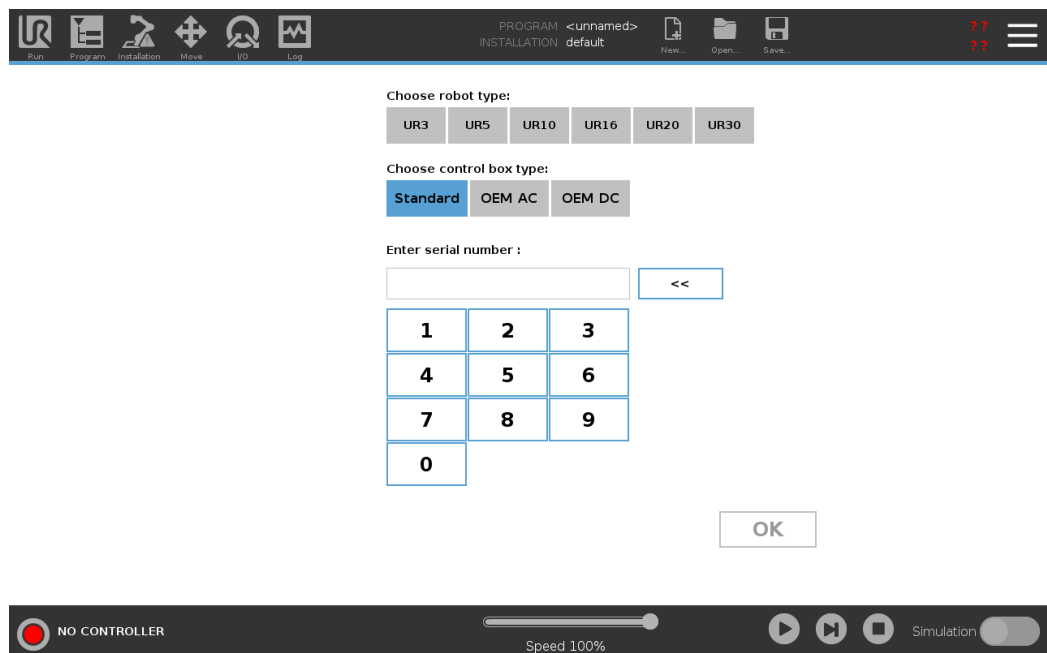 UR
Run
Program
Installation
Move
I/O
Log
PROGRAM <unnamed>
INSTALLATION default
New...
Open...
Save...
? ?
? ?
Choose robot type:
UR3 UR5 UR10 UR16 UR20 UR30
Choose control box type:
Standard OEM AC OEM DC
Enter serial number :
<<
1 2 3
4 5 6
7 8 9
0
OK
NO CONTROLLER
Speed 100%
Simulation